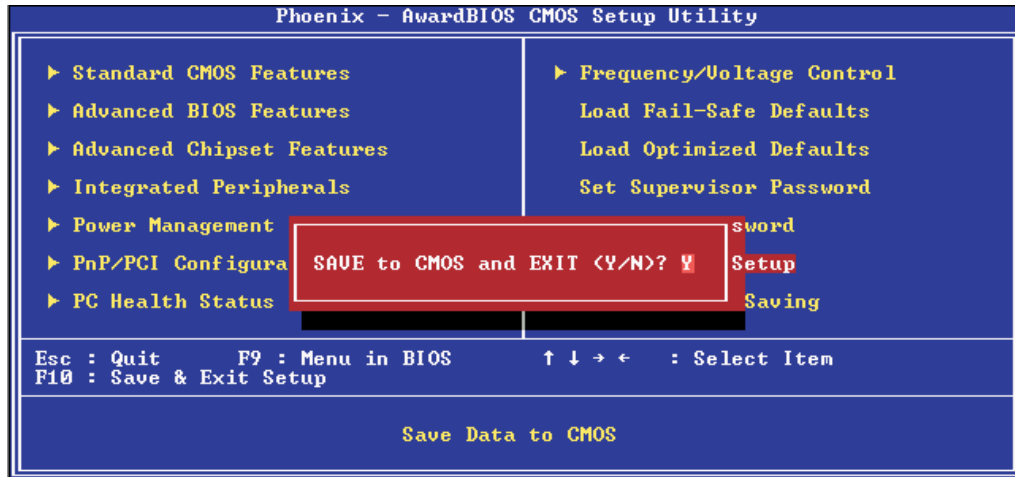 Phoenix - AwardBIOS CMOS Setup Utility
Standard CMOS Features
Advanced BIOS Features
Advanced Chipset Features
Integrated Peripherals
Power Management
PnP/PCI Configura
PC Health Status
Frequency/Voltage Control
Load Fail-Safe Defaults
Load Optimized Defaults
Set Supervisor Password
sword
Setup
Saving
SAVE to CMOS and EXIT (Y/N)? Y
Esc : Quit F9 : Menu in BIOS ↑ ↓ → ← : Select Item
F10 : Save & Exit Setup
Save Data to CMOS